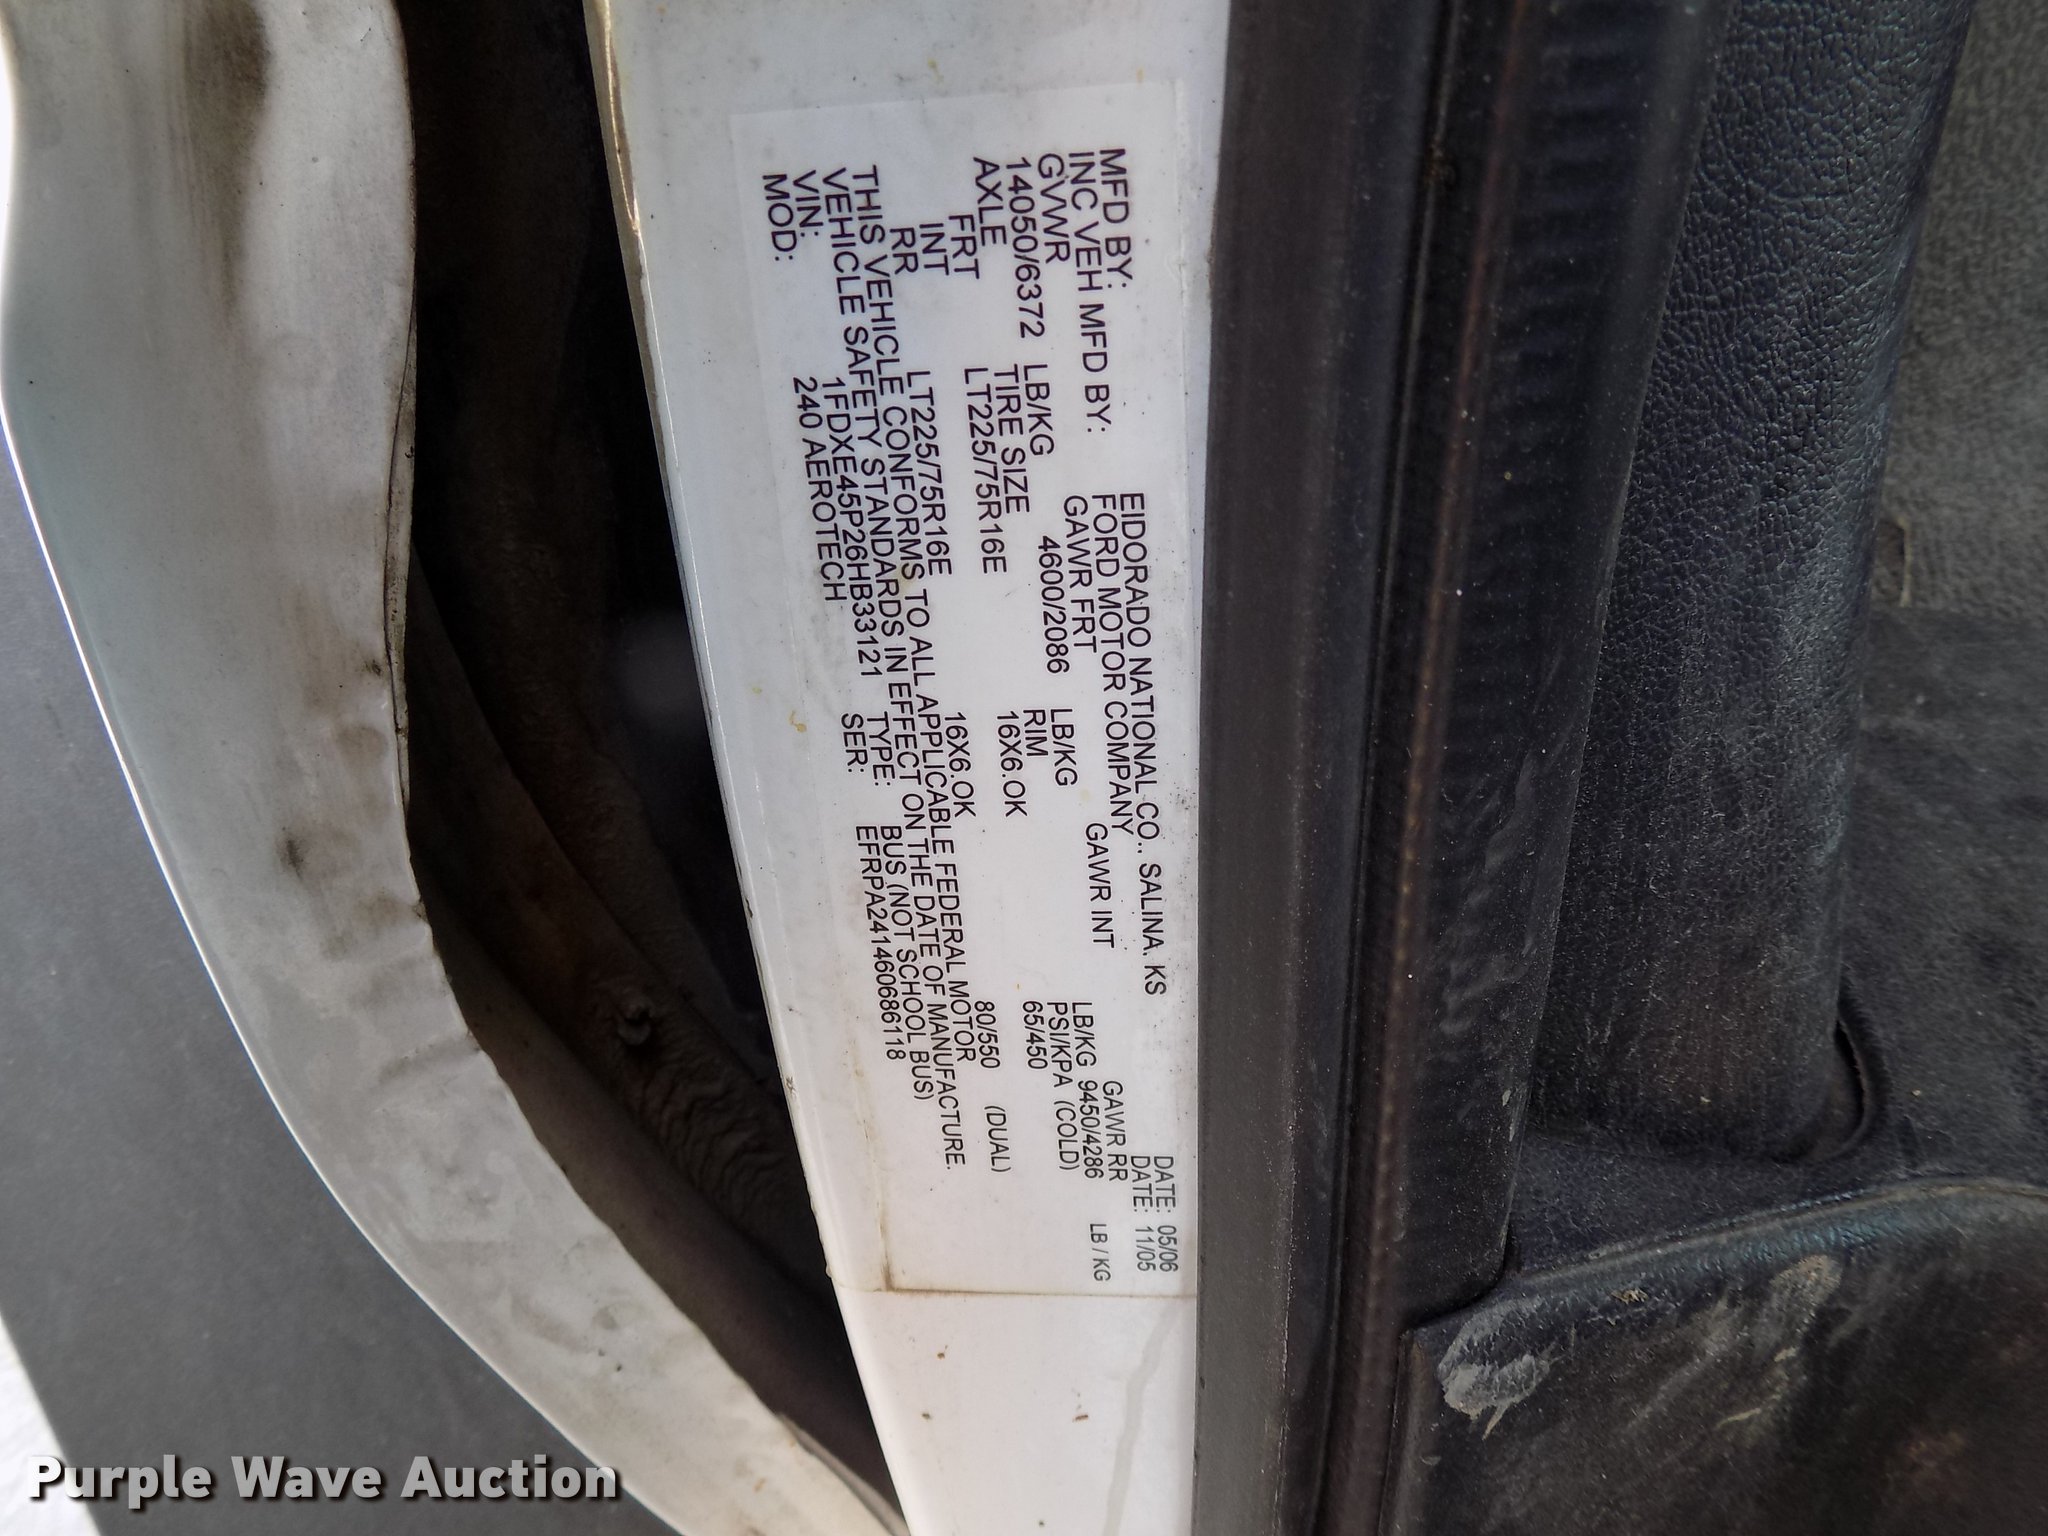 MFD BY: EIDORADO NATIONAL CO., SALINA. KS DATE: 05/06
INC VEH MFD BY: FORD MOTOR COMPANY DATE: 11/05
GVWR GAWR FRT GAWR INT GAWR RR
14050/6372 LB/KG 4600/2086 LB/KG LB/KG 9450/4286 LB / KG
AXLE TIRE SIZE RIM PSI/KPA (COLD)
FRT LT225/75R16E 16X6.OK 65/450
INT
RR LT225/75R16E 16X6.OK 80/550 (DUAL)
THIS VEHICLE CONFORMS TO ALL APPLICABLE FEDERAL MOTOR
VEHICLE SAFETY STANDARDS IN EFFECT ON THE DATE OF MANUFACTURE.
VIN: 1FDXE45P26HB33121 TYPE: BUS (NOT SCHOOL BUS)
MOD: 240 AEROTECH SER: EFRPA241460686118
Purple Wave Auction